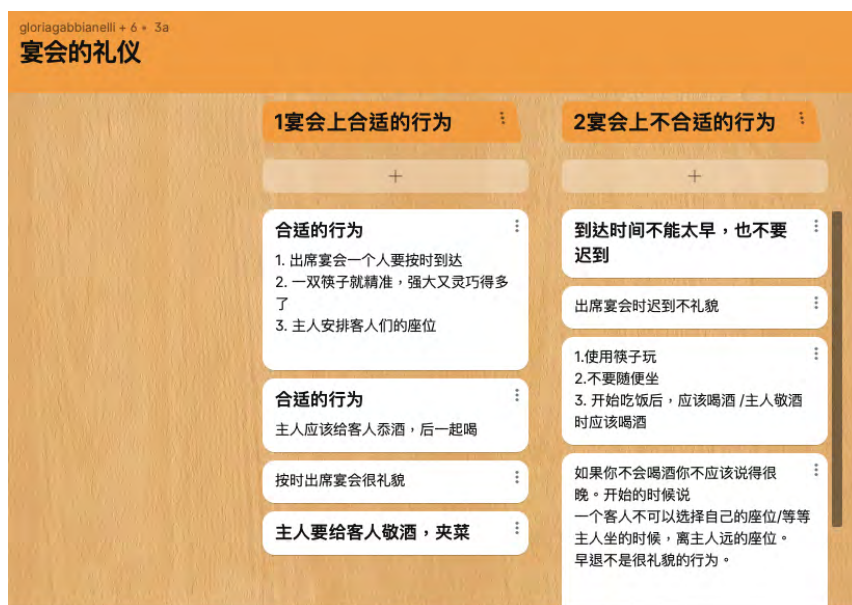 gloriagabbianelli + 6 • 3a
宴会的礼仪
1宴会上合适的行为
合适的行为
1. 出席宴会一个人要按时到达
2. 一双筷子就精准，强大又灵巧得多
了
3. 主人安排客人们的座位
合适的行为
主人应该给客人忝酒，后一起喝
按时出席宴会很礼貌
主人要给客人敬酒，夹菜
2宴会上不合适的行为
到达时间不能太早，也不要
迟到
出席宴会时迟到不礼貌
1.使用筷子玩
2.不要随便坐
3. 开始吃饭后，应该喝酒 /主人敬酒
时应该喝酒
如果你不会喝酒你不应该说得很
晚。开始的时候说
一个客人不可以选择自己的座位/等等
主人坐的时候，离主人远的座位。
早退不是很礼貌的行为。